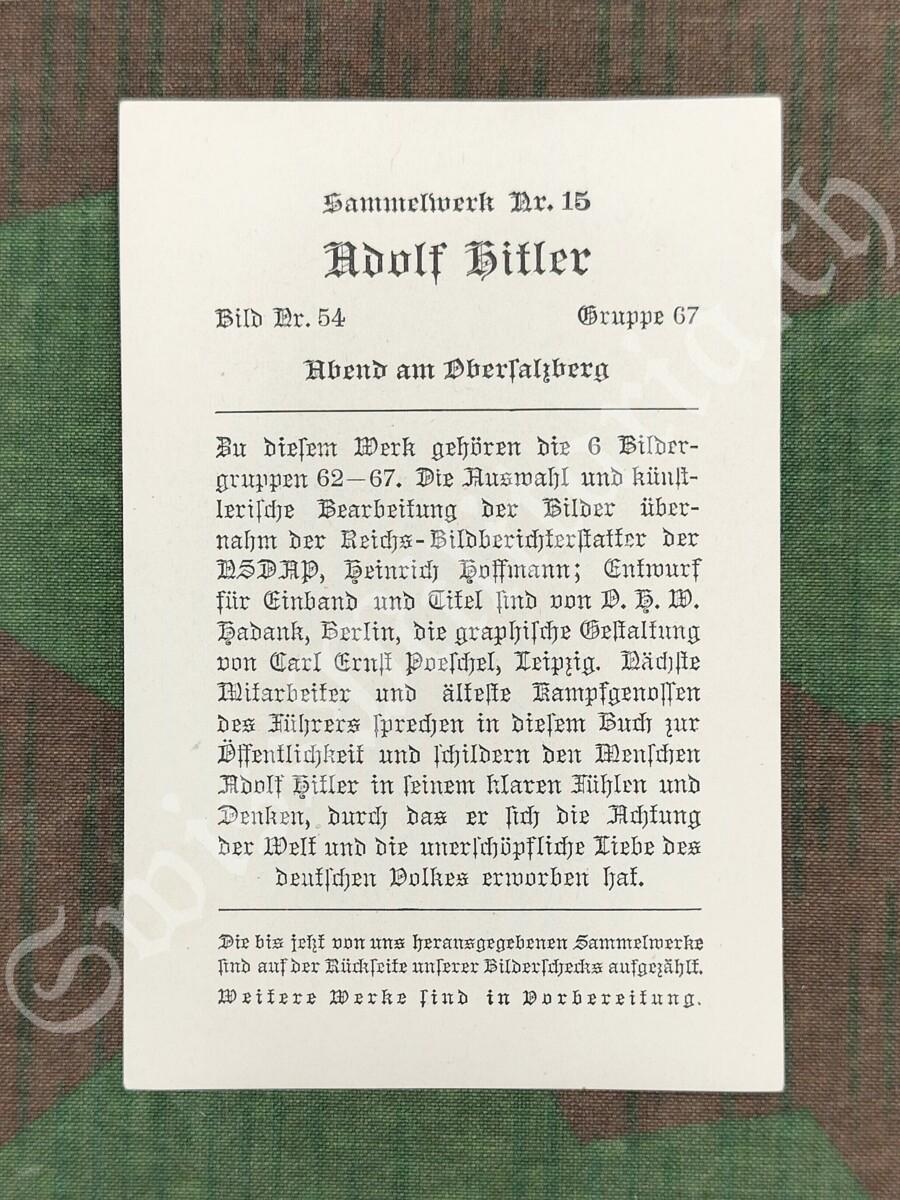 Sammelwerk Nr. 15
Adolf Hitler
Bild Nr. 54 Gruppe 67
Abend am Obersalzberg
Zu diesem Werk gehören die 6 Bilder-
gruppen 62—67. Die Auswahl und künst-
lerische Bearbeitung der Bilder über-
nahm der Reichs-Bildberichterstatter der
NSDAP, Heinrich Hoffmann; Entwurf
für Einband und Titel sind von O. H. W.
Hadank, Berlin, die graphische Gestaltung
von Carl Ernst Poeschel, Leipzig. Nächste
Mitarbeiter und älteste Kampfgenossen
des Führers sprechen in diesem Buch zur
Öffentlichkeit und schildern den Menschen
Adolf Hitler in seinem klaren Fühlen und
Denken, durch das er sich die Achtung
der Welt und die unerschöpfliche Liebe des
deutschen Volkes erworben hat.
Die bis jetzt von uns herausgegebenen Sammelwerke
sind auf der Rückseite unserer Bilderschecks aufgezählt.
Weitere Werke sind in Vorbereitung.